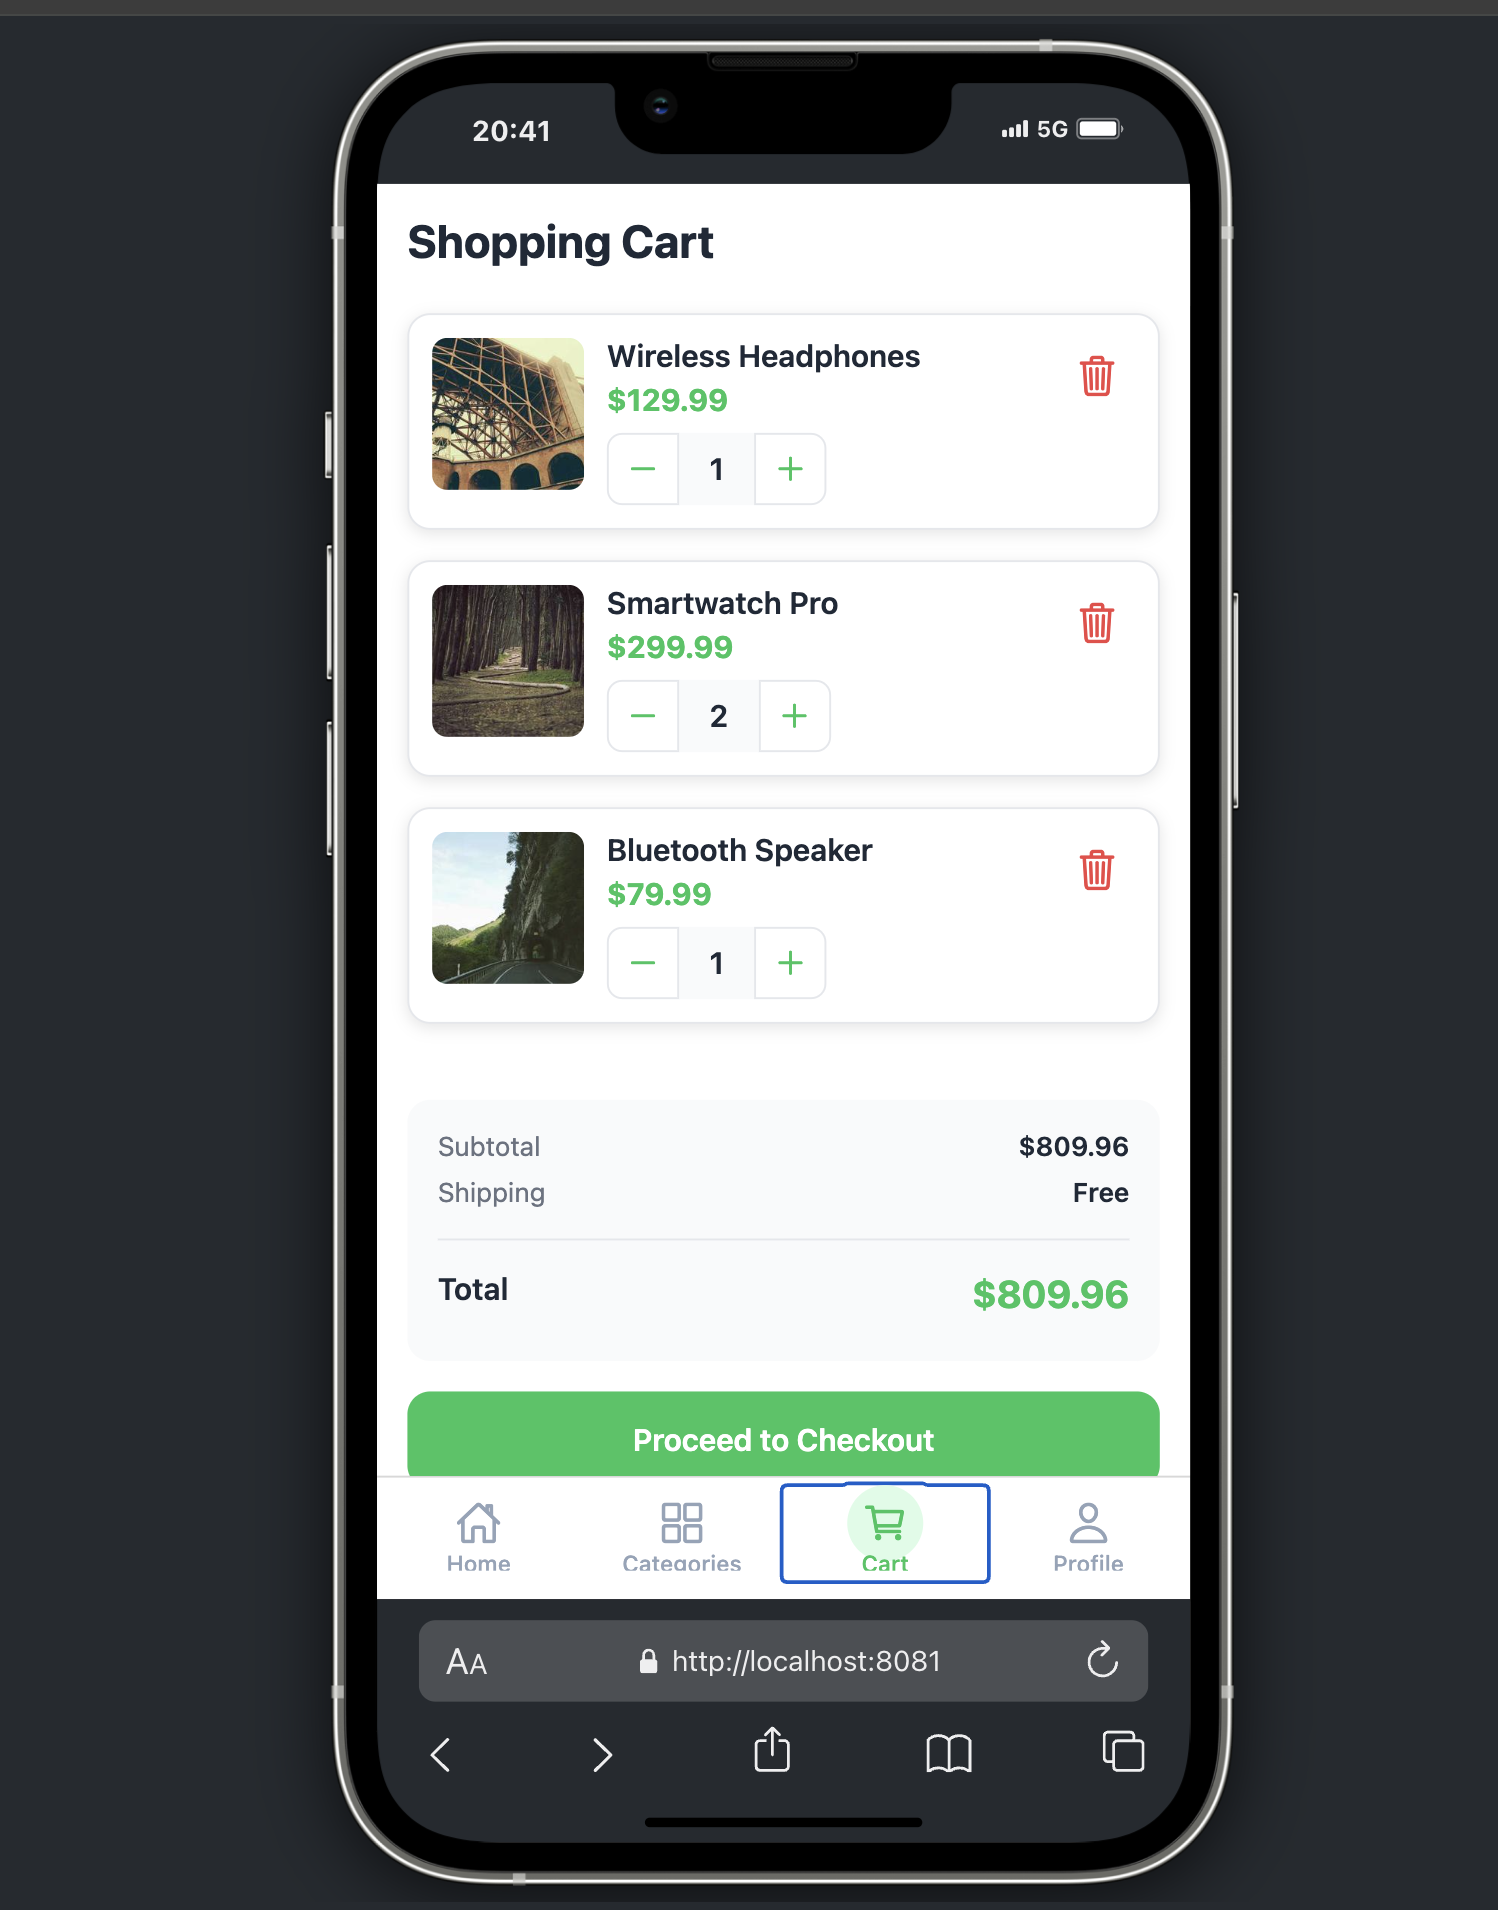 20:41
5G
Shopping Cart
Wireless Headphones
$129.99
1
Smartwatch Pro
$299.99
2
Bluetooth Speaker
$79.99
1
Subtotal $809.96
Shipping Free
Total $809.96
Proceed to Checkout
Home Categories Cart Profile
AA http://localhost:8081